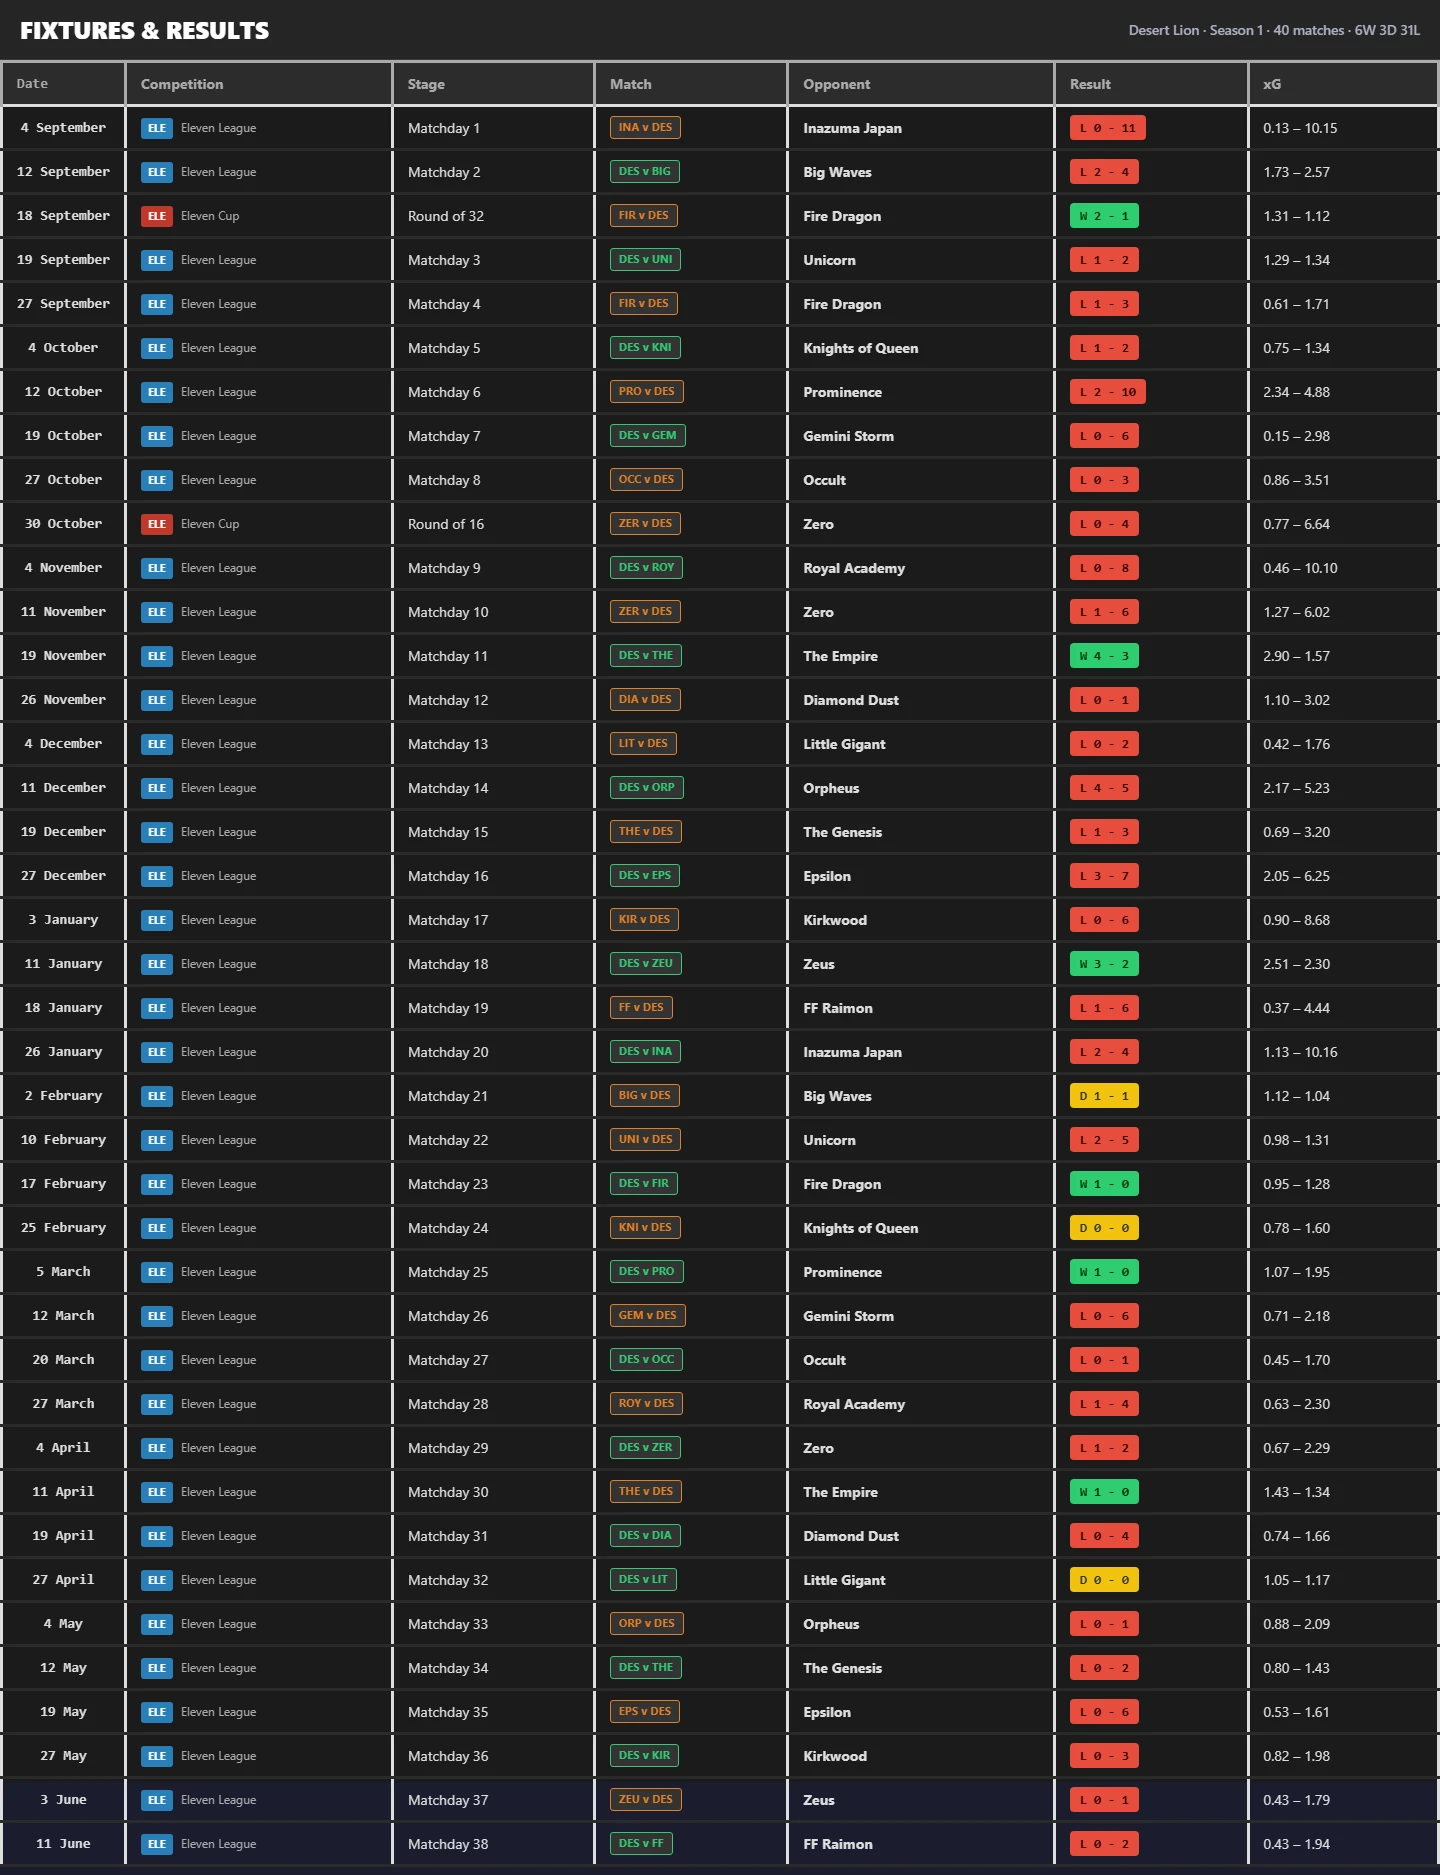 FIXTURES & RESULTS
Desert Lion · Season 1 · 40 matches · 6W 3D 31L
Date Competition Stage Match Opponent Result xG
4 September ELE Eleven League Matchday 1 INA v DES Inazuma Japan L 0 - 11 0.13 – 10.15
12 September ELE Eleven League Matchday 2 DES v BIG Big Waves L 2 - 4 1.73 – 2.57
18 September ELE Eleven Cup Round of 32 FIR v DES Fire Dragon W 2 - 1 1.31 – 1.12
19 September ELE Eleven League Matchday 3 DES v UNI Unicorn L 1 - 2 1.29 – 1.34
27 September ELE Eleven League Matchday 4 FIR v DES Fire Dragon L 1 - 3 0.61 – 1.71
4 October ELE Eleven League Matchday 5 DES v KNI Knights of Queen L 1 - 2 0.75 – 1.34
12 October ELE Eleven League Matchday 6 PRO v DES Prominence L 2 - 10 2.34 – 4.88
19 October ELE Eleven League Matchday 7 DES v GEM Gemini Storm L 0 - 6 0.15 – 2.98
27 October ELE Eleven League Matchday 8 OCC v DES Occult L 0 - 3 0.86 – 3.51
30 October ELE Eleven Cup Round of 16 ZER v DES Zero L 0 - 4 0.77 – 6.64
4 November ELE Eleven League Matchday 9 DES v ROY Royal Academy L 0 - 8 0.46 – 10.10
11 November ELE Eleven League Matchday 10 ZER v DES Zero L 1 - 6 1.27 – 6.02
19 November ELE Eleven League Matchday 11 DES v THE The Empire W 4 - 3 2.90 – 1.57
26 November ELE Eleven League Matchday 12 DIA v DES Diamond Dust L 0 - 1 1.10 – 3.02
4 December ELE Eleven League Matchday 13 LIT v DES Little Gigant L 0 - 2 0.42 – 1.76
11 December ELE Eleven League Matchday 14 DES v ORP Orpheus L 4 - 5 2.17 – 5.23
19 December ELE Eleven League Matchday 15 THE v DES The Genesis L 1 - 3 0.69 – 3.20
27 December ELE Eleven League Matchday 16 DES v EPS Epsilon L 3 - 7 2.05 – 6.25
3 January ELE Eleven League Matchday 17 KIR v DES Kirkwood L 0 - 6 0.90 – 8.68
11 January ELE Eleven League Matchday 18 DES v ZEU Zeus W 3 - 2 2.51 – 2.30
18 January ELE Eleven League Matchday 19 FF v DES FF Raimon L 1 - 6 0.37 – 4.44
26 January ELE Eleven League Matchday 20 DES v INA Inazuma Japan L 2 - 4 1.13 – 10.16
2 February ELE Eleven League Matchday 21 BIG v DES Big Waves D 1 - 1 1.12 – 1.04
10 February ELE Eleven League Matchday 22 UNI v DES Unicorn L 2 - 5 0.98 – 1.31
17 February ELE Eleven League Matchday 23 DES v FIR Fire Dragon W 1 - 0 0.95 – 1.28
25 February ELE Eleven League Matchday 24 KNI v DES Knights of Queen D 0 - 0 0.78 – 1.60
5 March ELE Eleven League Matchday 25 DES v PRO Prominence W 1 - 0 1.07 – 1.95
12 March ELE Eleven League Matchday 26 GEM v DES Gemini Storm L 0 - 6 0.71 – 2.18
20 March ELE Eleven League Matchday 27 DES v OCC Occult L 0 - 1 0.45 – 1.70
27 March ELE Eleven League Matchday 28 ROY v DES Royal Academy L 1 - 4 0.63 – 2.30
4 April ELE Eleven League Matchday 29 DES v ZER Zero L 1 - 2 0.67 – 2.29
11 April ELE Eleven League Matchday 30 THE v DES The Empire W 1 - 0 1.43 – 1.34
19 April ELE Eleven League Matchday 31 DES v DIA Diamond Dust L 0 - 4 0.74 – 1.66
27 April ELE Eleven League Matchday 32 DES v LIT Little Gigant D 0 - 0 1.05 – 1.17
4 May ELE Eleven League Matchday 33 ORP v DES Orpheus L 0 - 1 0.88 – 2.09
12 May ELE Eleven League Matchday 34 DES v THE The Genesis L 0 - 2 0.80 – 1.43
19 May ELE Eleven League Matchday 35 EPS v DES Epsilon L 0 - 6 0.53 – 1.61
27 May ELE Eleven League Matchday 36 DES v KIR Kirkwood L 0 - 3 0.82 – 1.98
3 June ELE Eleven League Matchday 37 ZEU v DES Zeus L 0 - 1 0.43 – 1.79
11 June ELE Eleven League Matchday 38 DES v FF FF Raimon L 0 - 2 0.43 – 1.94